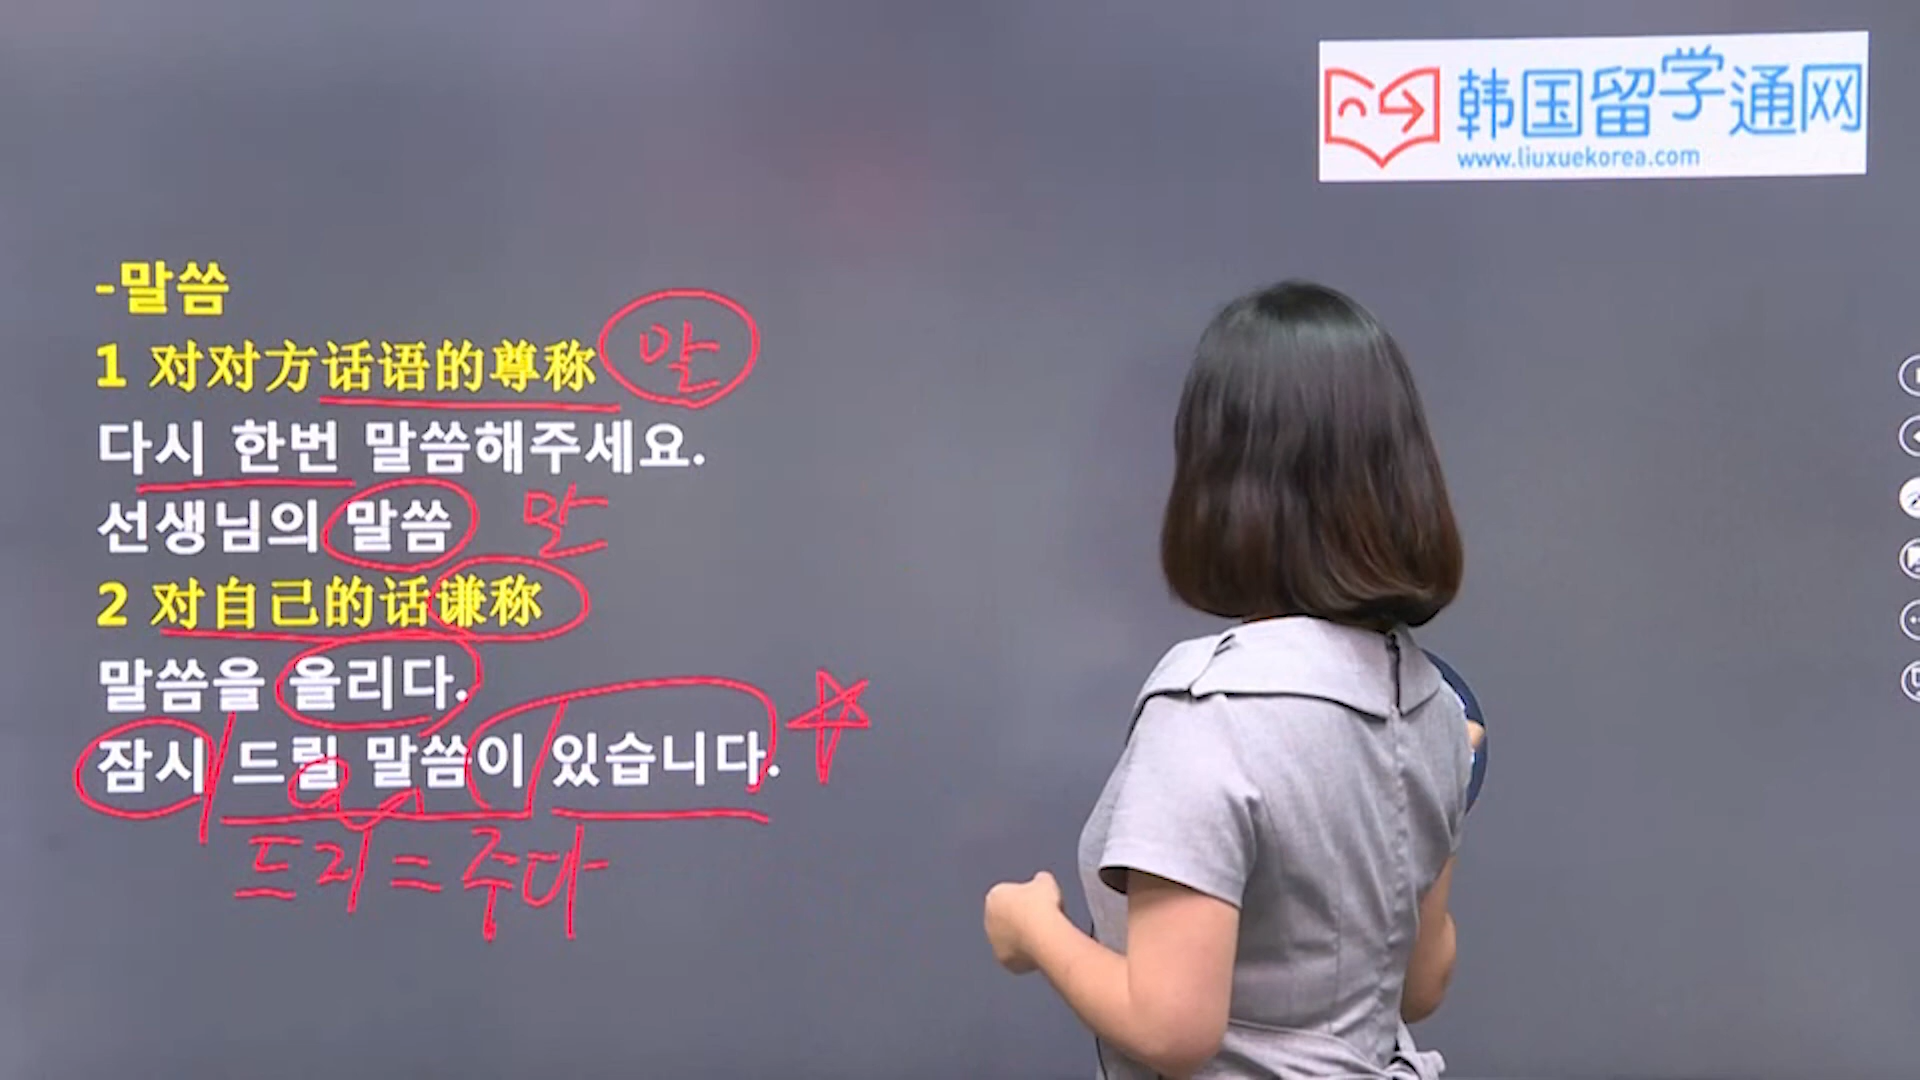 韩国留学通网
www.liuxuekorea.com
-말씀
1 对对方话语的尊称 말
다시 한번 말씀해주세요.
선생님의 말씀 말
2 对自己的话谦称
말씀을 올리다.
잠시 드릴 말씀이 있습니다.
드리=주다